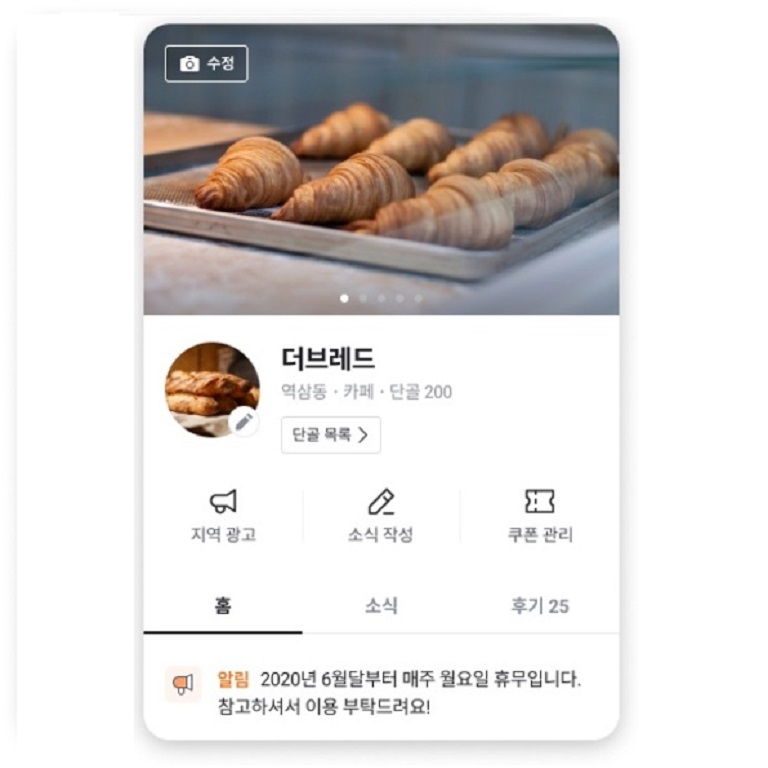 수정
더브레드
역삼동 · 카페 · 단골 200
단골 목록 >
지역 광고
소식 작성
쿠폰 관리
홈
소식
후기 25
알림 2020년 6월달부터 매주 월요일 휴무입니다.
참고하셔서 이용 부탁드려요!